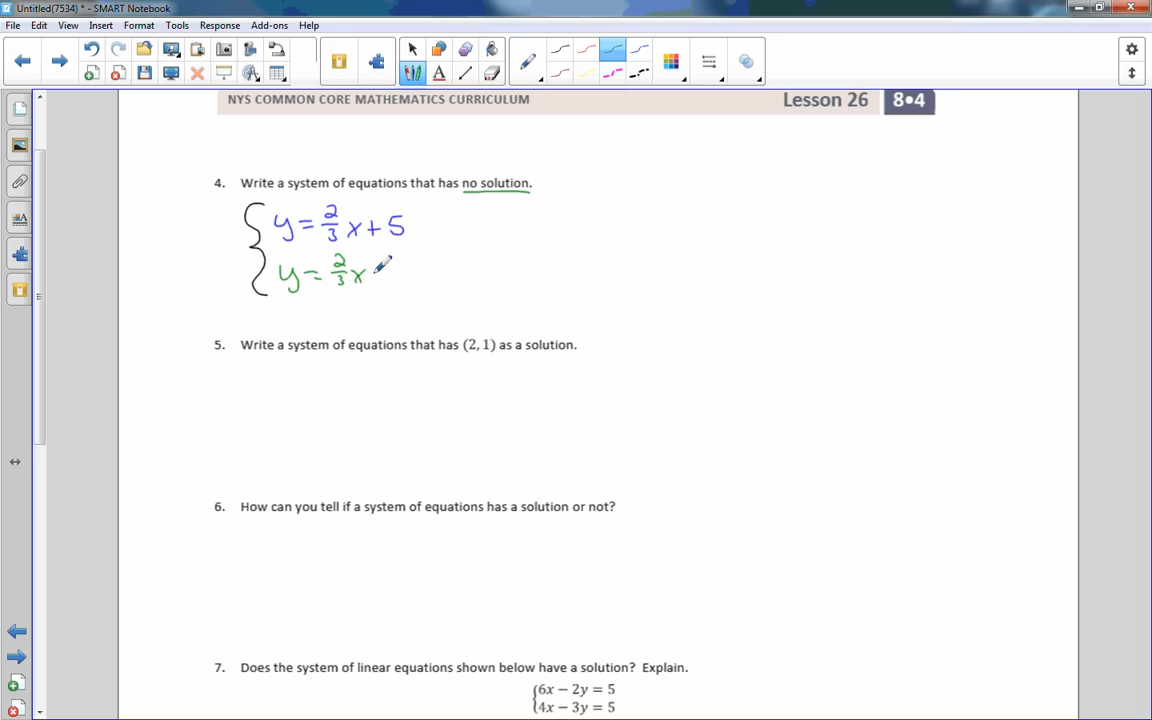 Untitled(7534) * - SMART Notebook
File Edit View Insert Format Tools Response Add-ons Help
NYS COMMON CORE MATHEMATICS CURRICULUM Lesson 26 8•4
4. Write a system of equations that has no solution.
y = 2/3 x + 5
y = 2/3 x
5. Write a system of equations that has (2, 1) as a solution.
6. How can you tell if a system of equations has a solution or not?
7. Does the system of linear equations shown below have a solution? Explain.
{6x − 2y = 5
4x − 3y = 5